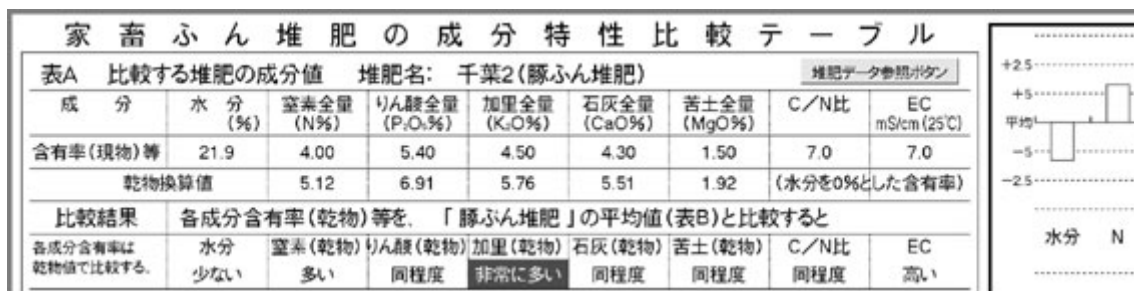 家畜ふん堆肥の成分特性比較テーブル
表A 比較する堆肥の成分値 堆肥名: 千葉2(豚ふん堆肥) 堆肥データ参照ボタン
成 分 水 分 (%) 窒素全量 (N%) りん酸全量 (P₂O₅%) 加里全量 (K₂O%) 石灰全量 (CaO%) 苦土全量 (MgO%) C/N比 EC mS/cm(25℃)
含有率(現物)等 21.9 4.00 5.40 4.50 4.30 1.50 7.0 7.0
乾物換算値 5.12 6.91 5.76 5.51 1.92 (水分を0%とした含有率)
比較結果 各成分含有率(乾物)等を、「豚ふん堆肥」の平均値(表B)と比較すると
各成分含有率は 乾物値で比較する。 水分 窒素(乾物) りん酸(乾物) 加里(乾物) 石灰(乾物) 苦土(乾物) C/N比 EC
少ない 多い 同程度 非常に多い 同程度 同程度 同程度 高い
+25
+5
平均
-5
-25
水分 N